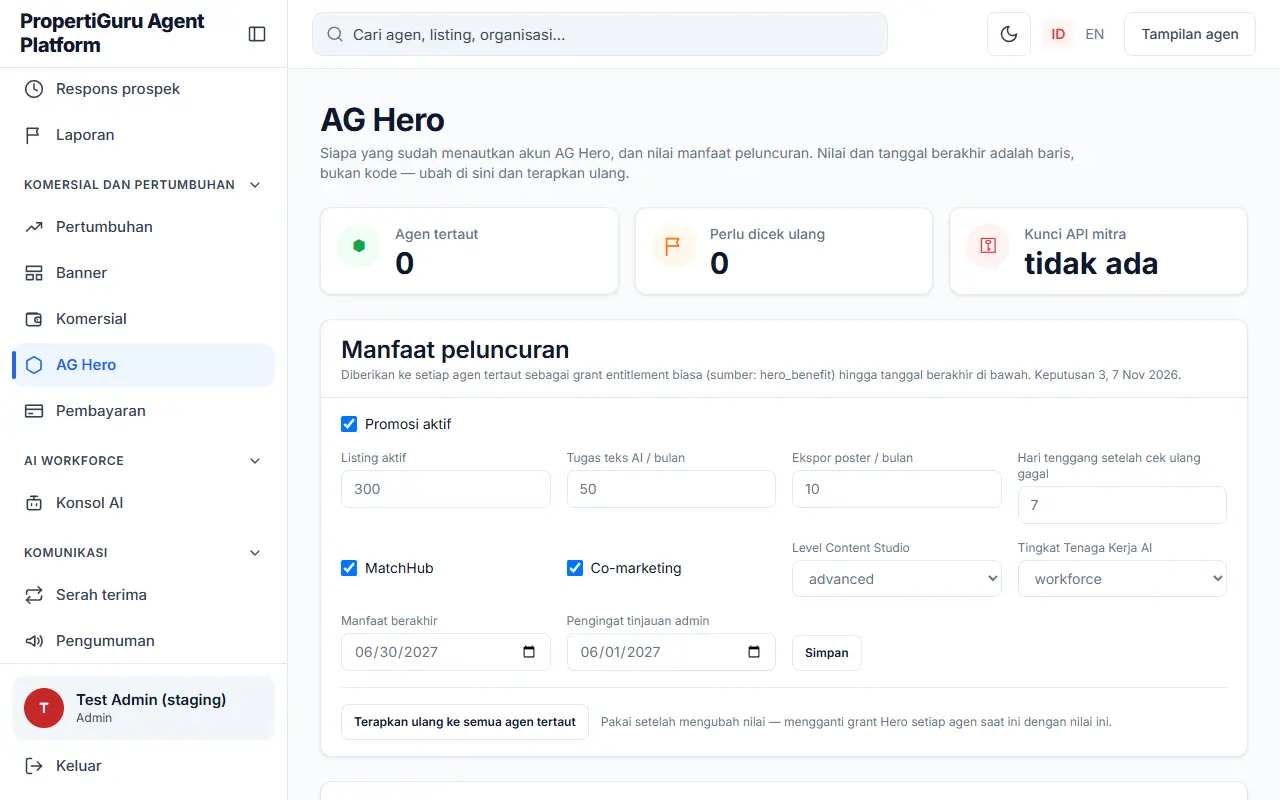 PropertiGuru Agent
Platform
Cari agen, listing, organisasi...
ID
EN
Tampilan agen
Respons prospek
Laporan
KOMERSIAL DAN PERTUMBUHAN
Pertumbuhan
Banner
Komersial
AG Hero
Pembayaran
AI WORKFORCE
Konsol AI
KOMUNIKASI
Serah terima
Pengumuman
T
Test Admin (staging)
Admin
Keluar
AG Hero
Siapa yang sudah menautkan akun AG Hero, dan nilai manfaat peluncuran. Nilai dan tanggal berakhir adalah baris,
bukan kode — ubah di sini dan terapkan ulang.
Agen tertaut
0
Perlu dicek ulang
0
Kunci API mitra
tidak ada
Manfaat peluncuran
Diberikan ke setiap agen tertaut sebagai grant entitlement biasa (sumber: hero_benefit) hingga tanggal berakhir di bawah. Keputusan 3, 7 Nov 2026.
Promosi aktif
Listing aktif
300
Tugas teks AI / bulan
50
Ekspor poster / bulan
10
Hari tenggang setelah cek ulang
gagal
7
MatchHub
Co-marketing
Level Content Studio
advanced
Tingkat Tenaga Kerja AI
workforce
Manfaat berakhir
06/30/2027
Pengingat tinjauan admin
06/01/2027
Simpan
Terapkan ulang ke semua agen tertaut
Pakai setelah mengubah nilai — mengganti grant Hero setiap agen saat ini dengan nilai ini.